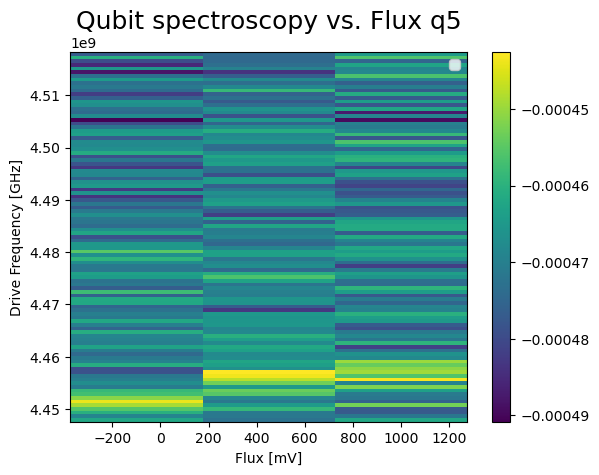 Qubit spectroscopy vs. Flux q5
1e9
4.51
4.50
4.49
4.48
4.47
4.46
4.45
Drive Frequency [GHz]
−200 0 200 400 600 800 1000 1200
Flux [mV]
−0.00045
−0.00046
−0.00047
−0.00048
−0.00049